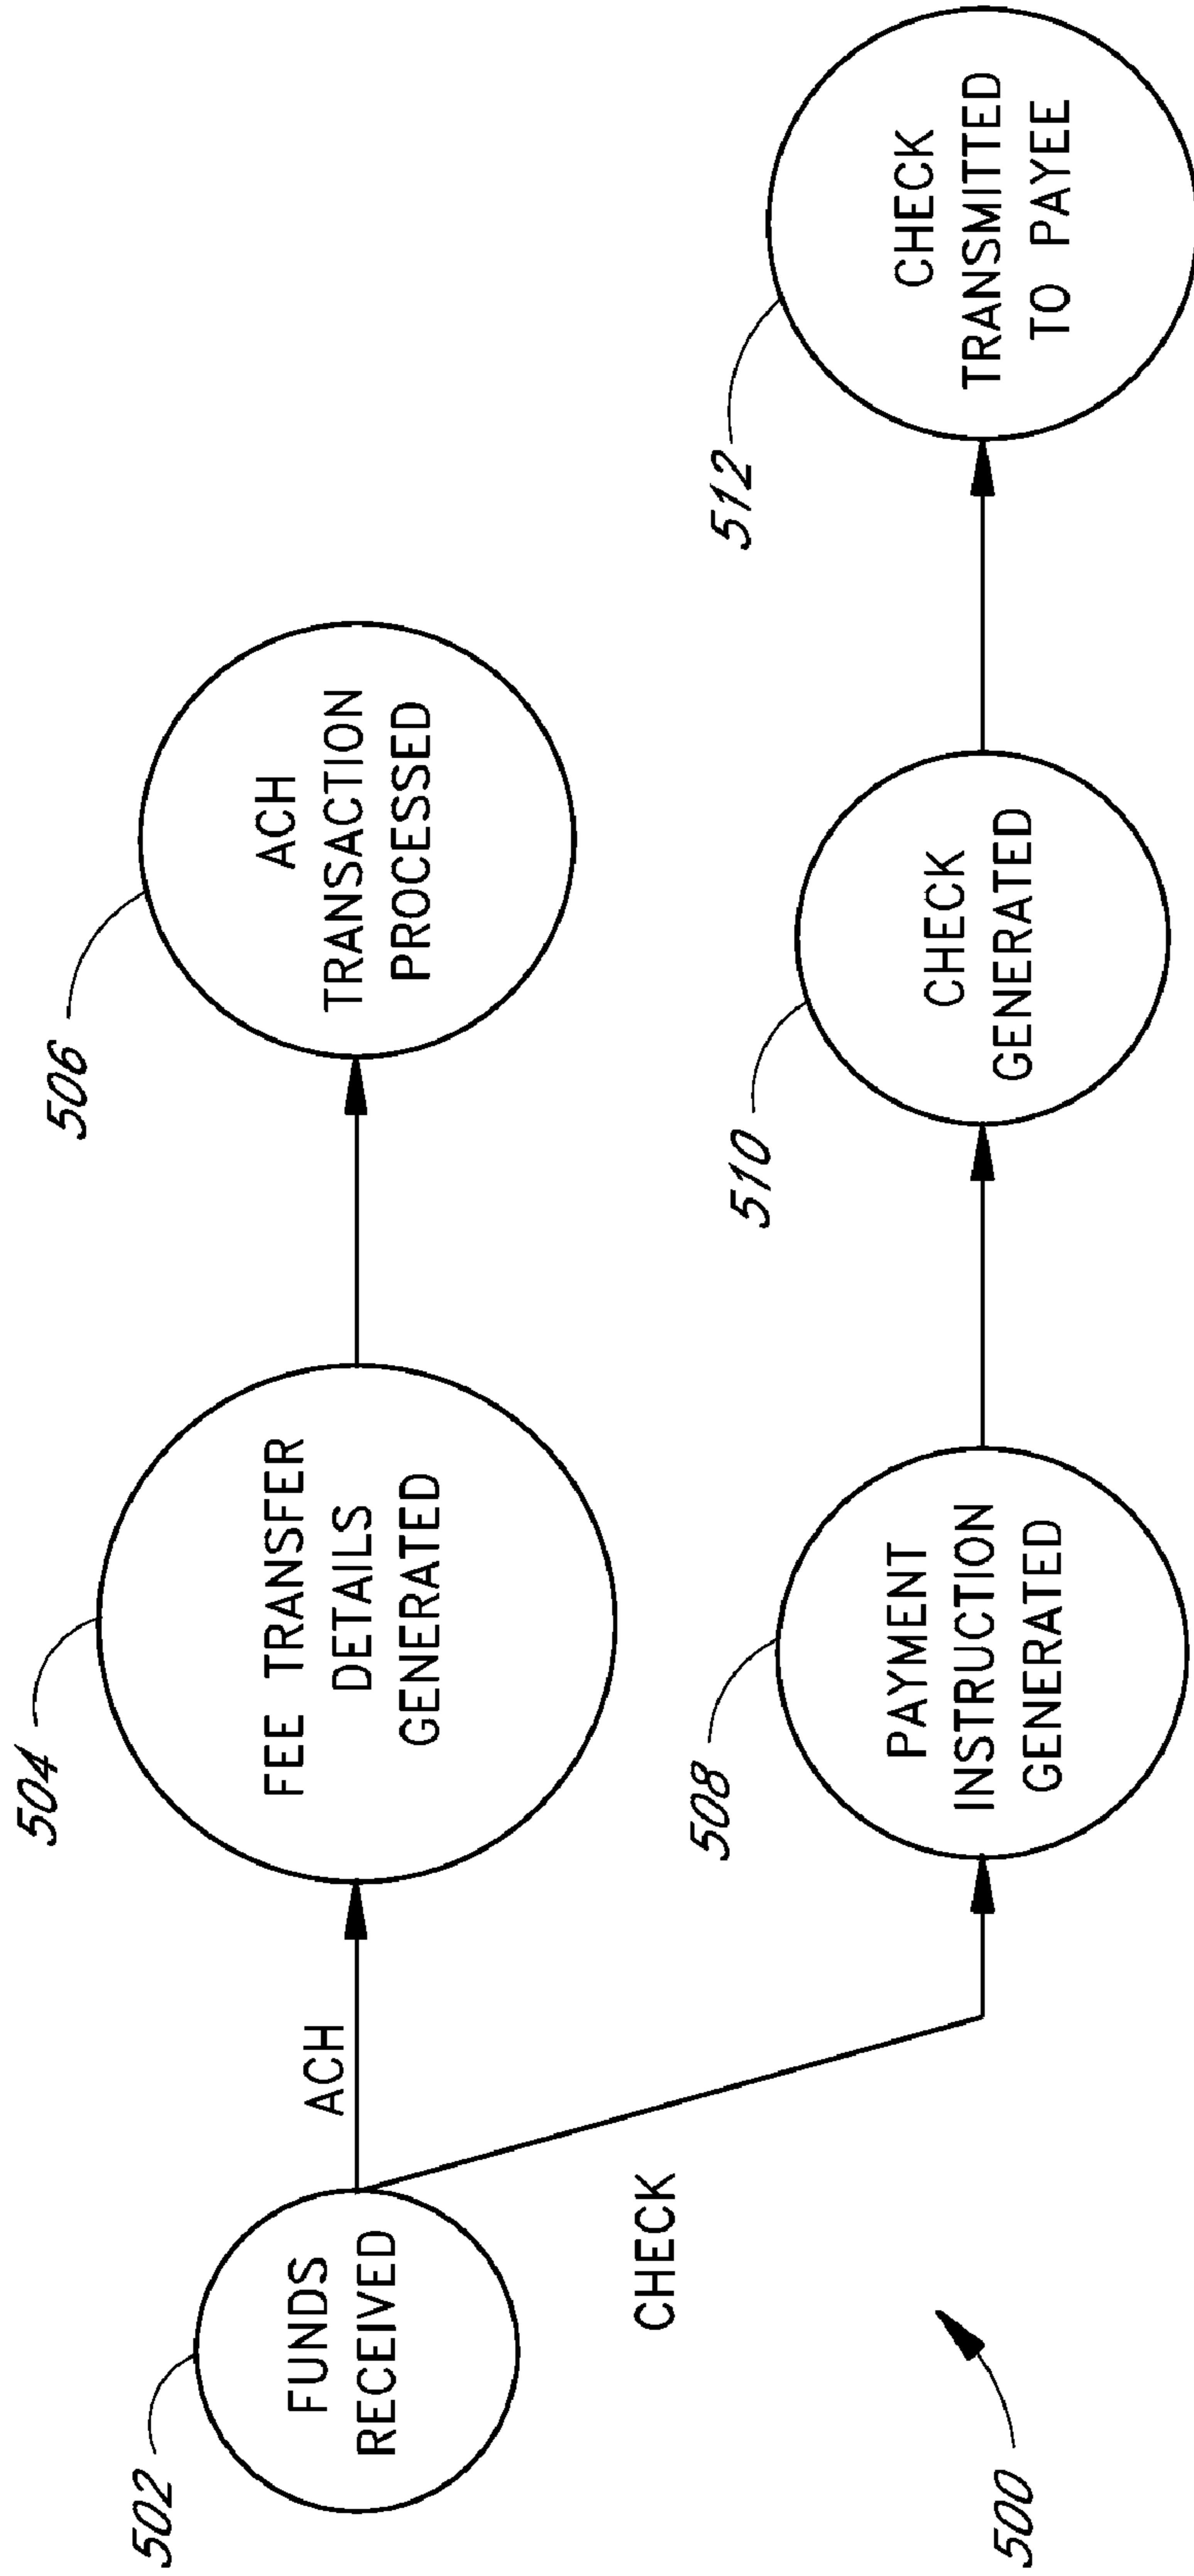 502
FUNDS
RECEIVED
ACH
504
FEE TRANSFER
DETAILS
GENERATED
506
ACH
TRANSACTION
PROCESSED
CHECK
508
PAYMENT
INSTRUCTION
GENERATED
510
CHECK
GENERATED
512
CHECK
TRANSMITTED
TO PAYEE
500